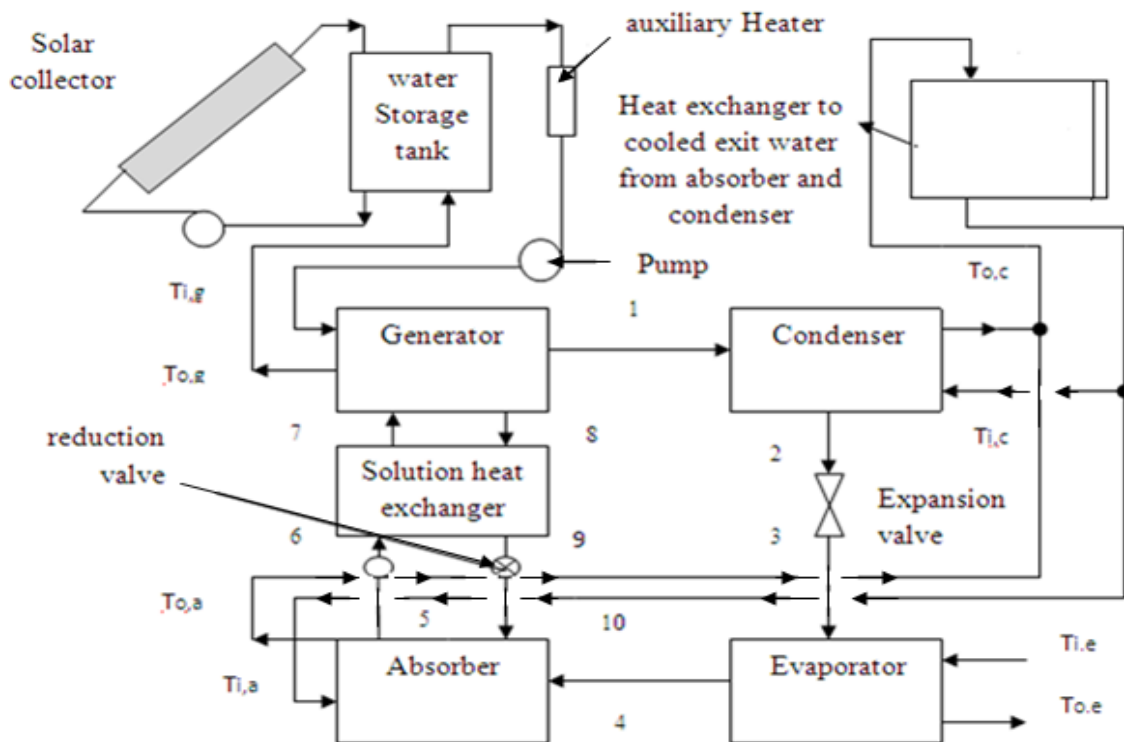 auxiliary Heater
Solar
collector
water
Storage
tank
Heat exchanger to
cooled exit water
from absorber and
condenser
Pump
To,c
Ti,g
1
Generator
Condenser
To,g
reduction
valve
7
8
2
Ti,c
Solution heat
exchanger
Expansion
valve
6
9
3
To,a
5
10
Absorber
Evaporator
Ti.e
Ti,a
4
To.e